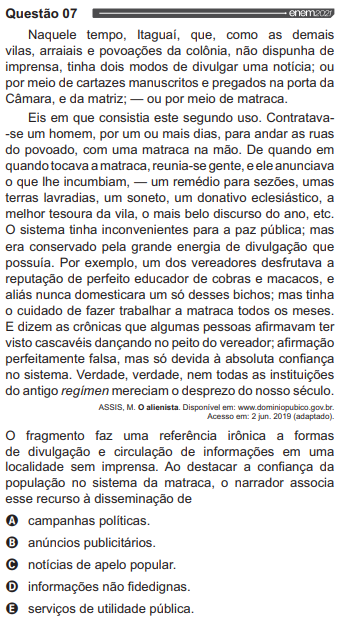 Questão 07 enem2021
Naquele tempo, Itaguaí, que, como as demais
vilas, arraiais e povoações da colônia, não dispunha de
imprensa, tinha dois modos de divulgar uma notícia; ou
por meio de cartazes manuscritos e pregados na porta da
Câmara, e da matriz; — ou por meio de matraca.
Eis em que consistia este segundo uso. Contratava-
-se um homem, por um ou mais dias, para andar as ruas
do povoado, com uma matraca na mão. De quando em
quando tocava a matraca, reunia-se gente, e ele anunciava
o que lhe incumbiam, — um remédio para sezões, umas
terras lavradias, um soneto, um donativo eclesiástico, a
melhor tesoura da vila, o mais belo discurso do ano, etc.
O sistema tinha inconvenientes para a paz pública; mas
era conservado pela grande energia de divulgação que
possuía. Por exemplo, um dos vereadores desfrutava a
reputação de perfeito educador de cobras e macacos, e
aliás nunca domesticara um só desses bichos; mas tinha
o cuidado de fazer trabalhar a matraca todos os meses.
E dizem as crônicas que algumas pessoas afirmavam ter
visto cascavéis dançando no peito do vereador; afirmação
perfeitamente falsa, mas só devida à absoluta confiança
no sistema. Verdade, verdade, nem todas as instituições
do antigo regímen mereciam o desprezo do nosso século.
ASSIS, M. O alienista. Disponível em: www.dominiopubico.gov.br.
Acesso em: 2 jun. 2019 (adaptado).
O fragmento faz uma referência irônica a formas
de divulgação e circulação de informações em uma
localidade sem imprensa. Ao destacar a confiança da
população no sistema da matraca, o narrador associa
esse recurso à disseminação de
A campanhas políticas.
B anúncios publicitários.
C notícias de apelo popular.
D informações não fidedignas.
E serviços de utilidade pública.